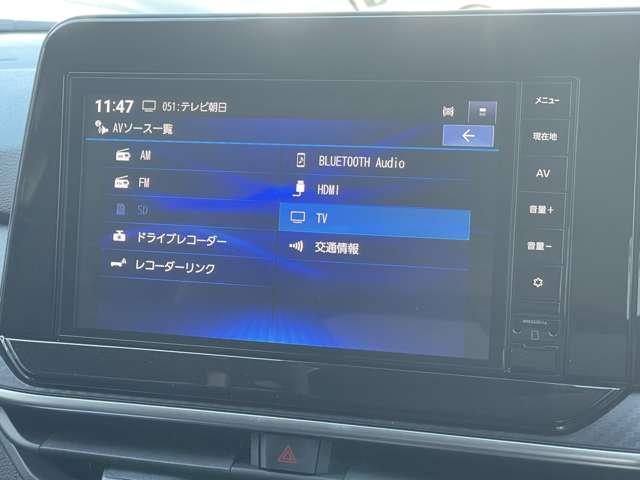 11:47 051:テレビ朝日
AVソース一覧
AM
FM
SD
ドライブレコーダー
レコーダーリンク
BLUETOOTH Audio
HDMI
TV
交通情報
メニュー
現在地
AV
音量+
音量-